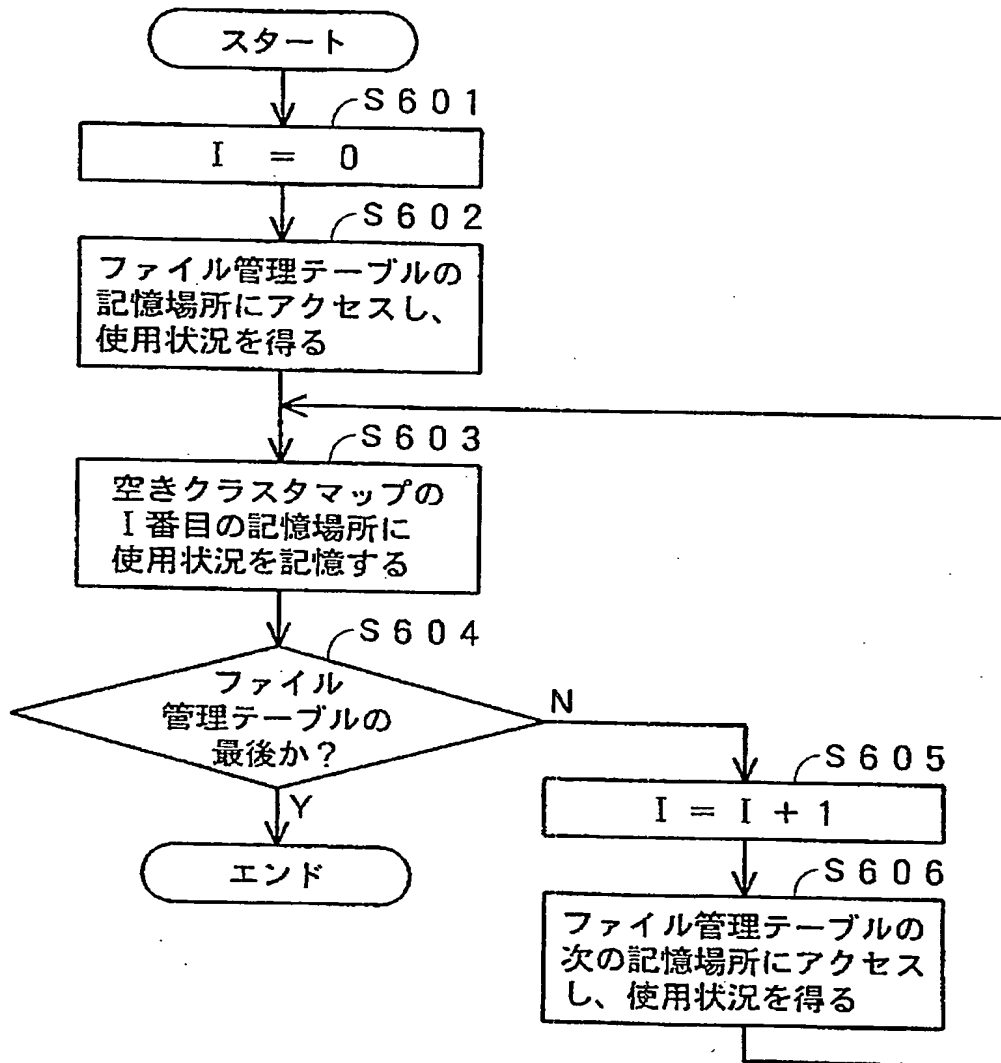 スタート
S601
I = 0
S602
ファイル管理テーブルの
記憶場所にアクセスし、
使用状況を得る
S603
空きクラスタマップの
I番目の記憶場所に
使用状況を記憶する
S604
ファイル
管理テーブルの
最後か?
N
Y
エンド
S605
I = I + 1
S606
ファイル管理テーブルの
次の記憶場所にアクセス
し、使用状況を得る